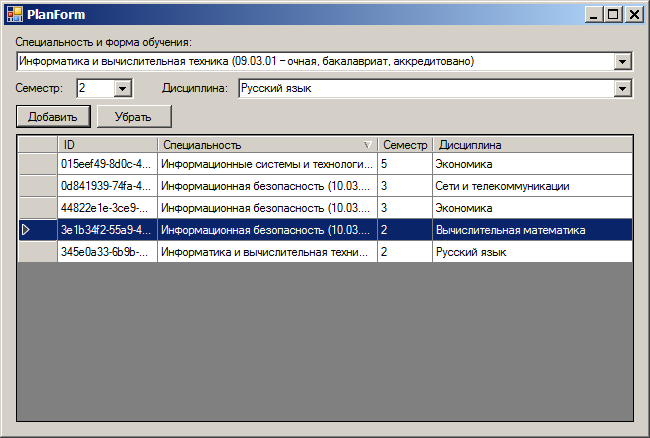 PlanForm
Специальность и форма обучения:
Информатика и вычислительная техника (09.03.01 – очная, бакалавриат, аккредитовано)
Семестр: 2 Дисциплина: Русский язык
Добавить Убрать
ID Специальность Семестр Дисциплина
015eef49-8d0c-4... Информационные системы и технологи... 5 Экономика
0d841939-74fa-4... Информационная безопасность (10.03.... 3 Сети и телекоммуникации
44822e1e-3ce9-... Информационная безопасность (10.03.... 3 Экономика
3e1b34f2-55a9-4... Информационная безопасность (10.03.... 2 Вычислительная математика
345e0a33-6b9b-... Информатика и вычислительная техни... 2 Русский язык